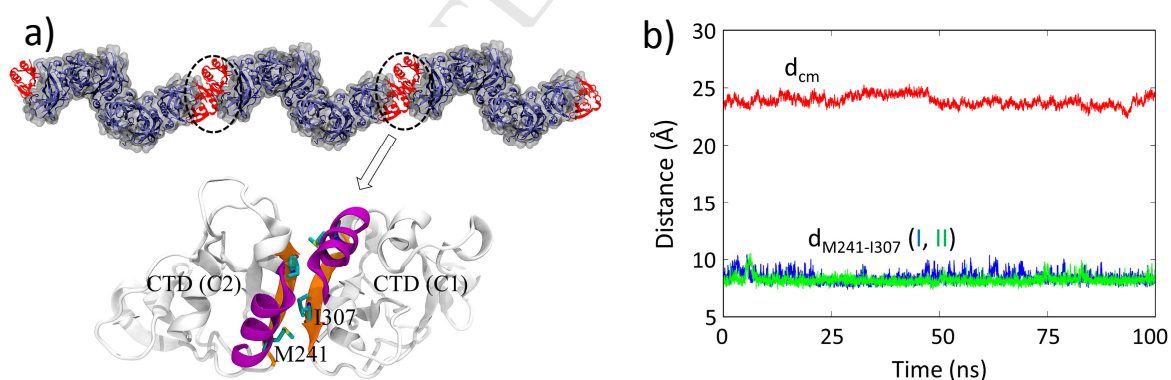 a)
CTD (C2)
CTD (C1)
I307
M241
b)
30
25
20
15
10
5
Distance (Å)
d_cm
d_M241-I307 (I, II)
0
25
50
75
100
Time (ns)